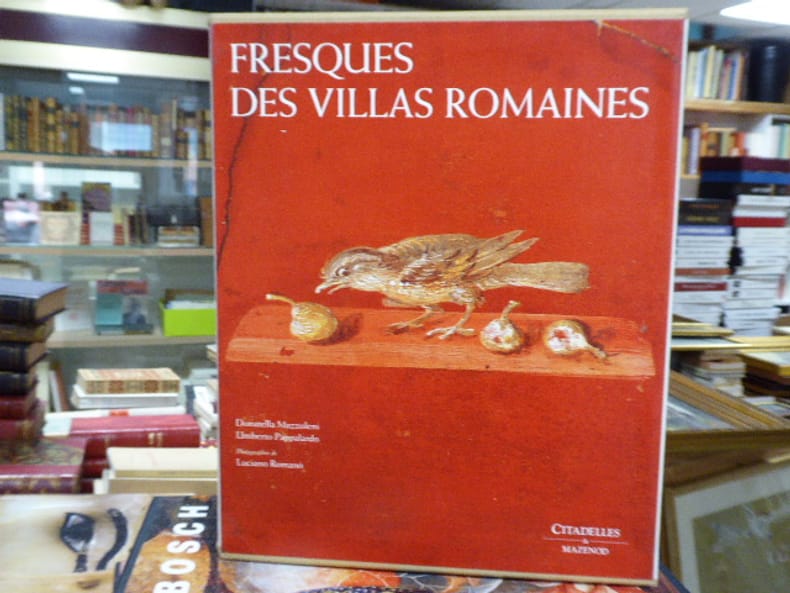 FRESQUES
DES VILLAS ROMAINES
Donatella Mazzoleni
Umberto Pappalardo
Photographies de
Luciano Romano
CITADELLES
&
MAZENOD
BOSCH